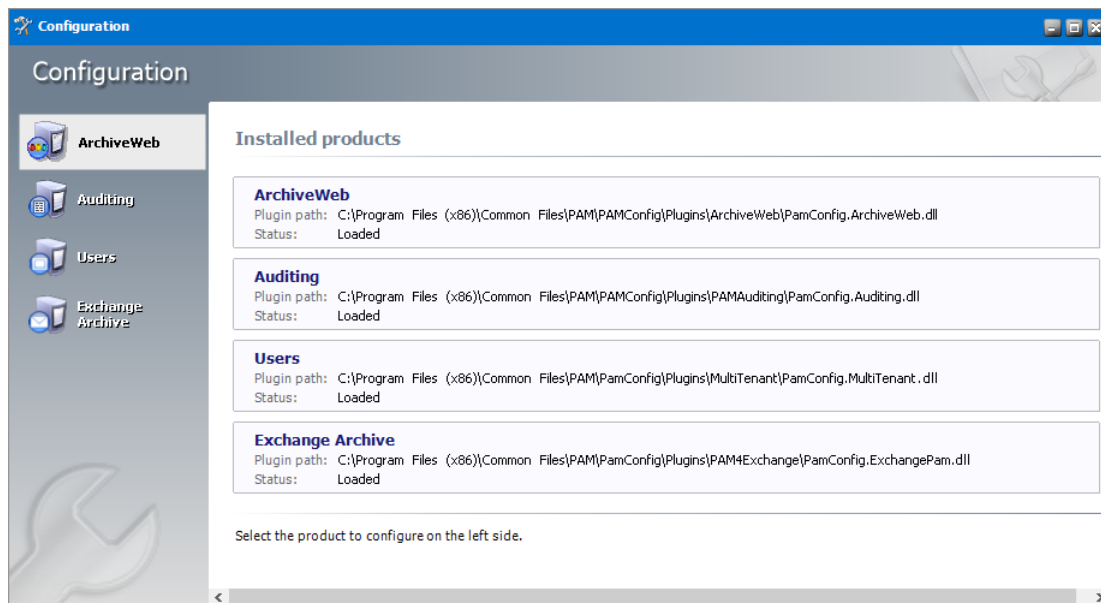 Configuration
Configuration
ArchiveWeb
Auditing
Users
Exchange
Archive
Installed products
ArchiveWeb
Plugin path: C:\Program Files (x86)\Common Files\PAM\PAMConfig\Plugins\ArchiveWeb\PamConfig.ArchiveWeb.dll
Status: Loaded
Auditing
Plugin path: C:\Program Files (x86)\Common Files\PAM\PAMConfig\Plugins\PAMAuditing\PamConfig.Auditing.dll
Status: Loaded
Users
Plugin path: C:\Program Files (x86)\Common Files\PAM\PamConfig\Plugins\MultiTenant\PamConfig.MultiTenant.dll
Status: Loaded
Exchange Archive
Plugin path: C:\Program Files (x86)\Common Files\PAM\PamConfig\Plugins\PAM4Exchange\PamConfig.ExchangePam.dll
Status: Loaded
Select the product to configure on the left side.